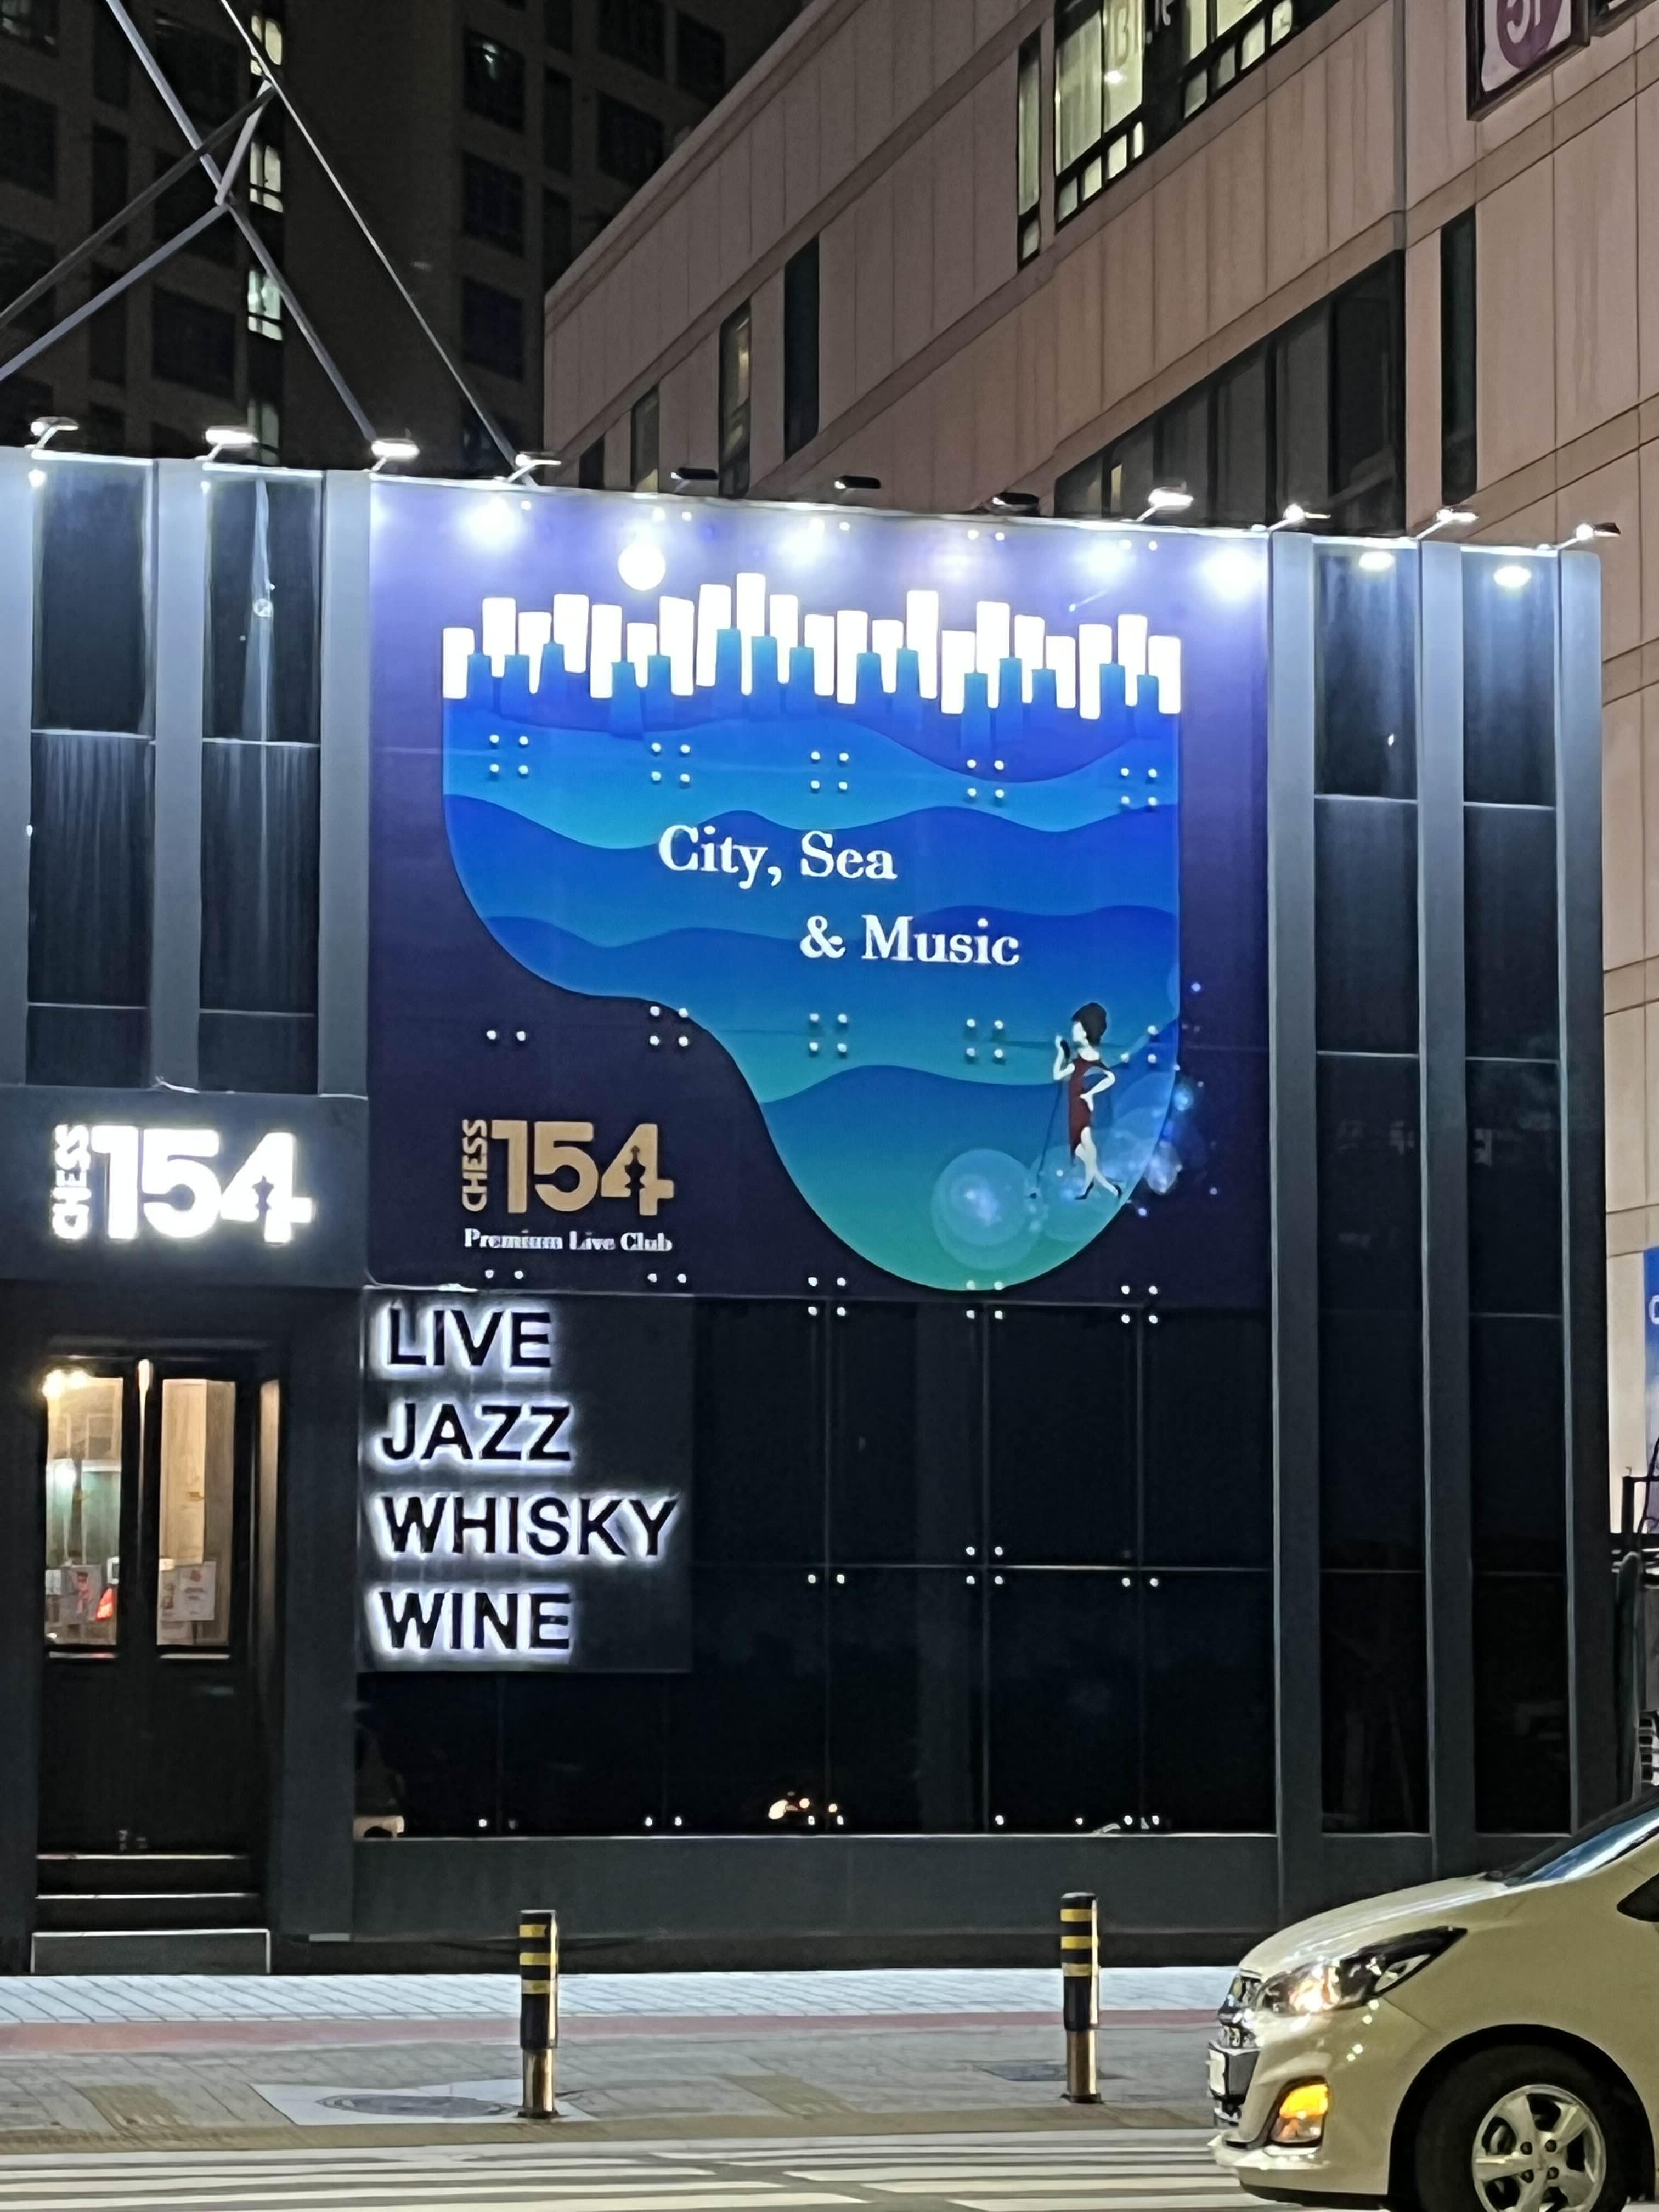 City, Sea
& Music
CHESS 154
CHESS 154
Premium Live Club
LIVE
JAZZ
WHISKY
WINE